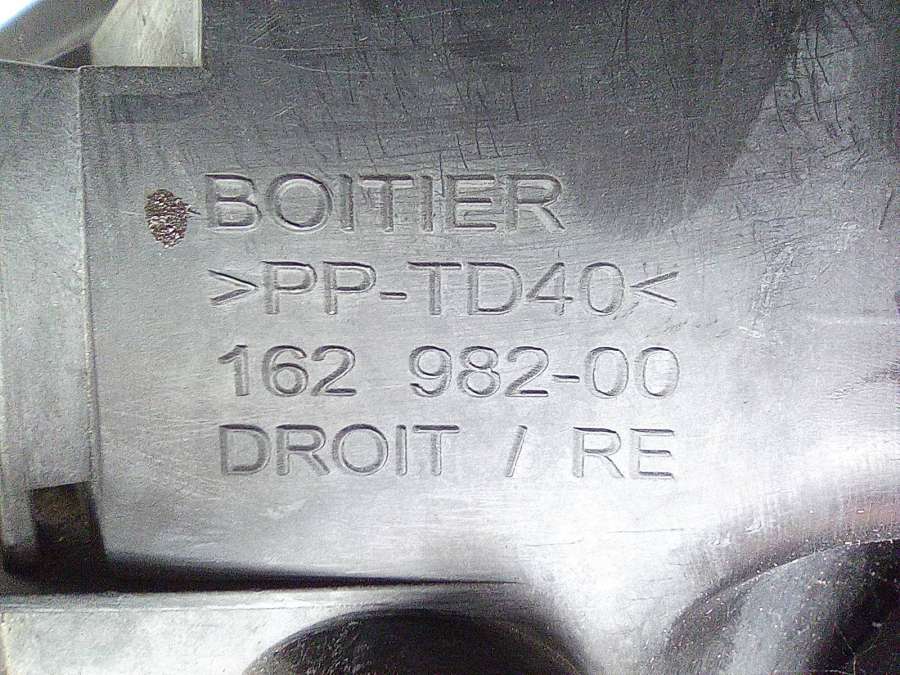 BOITIER
>PP-TD40<
162 982-00
DROIT / RE